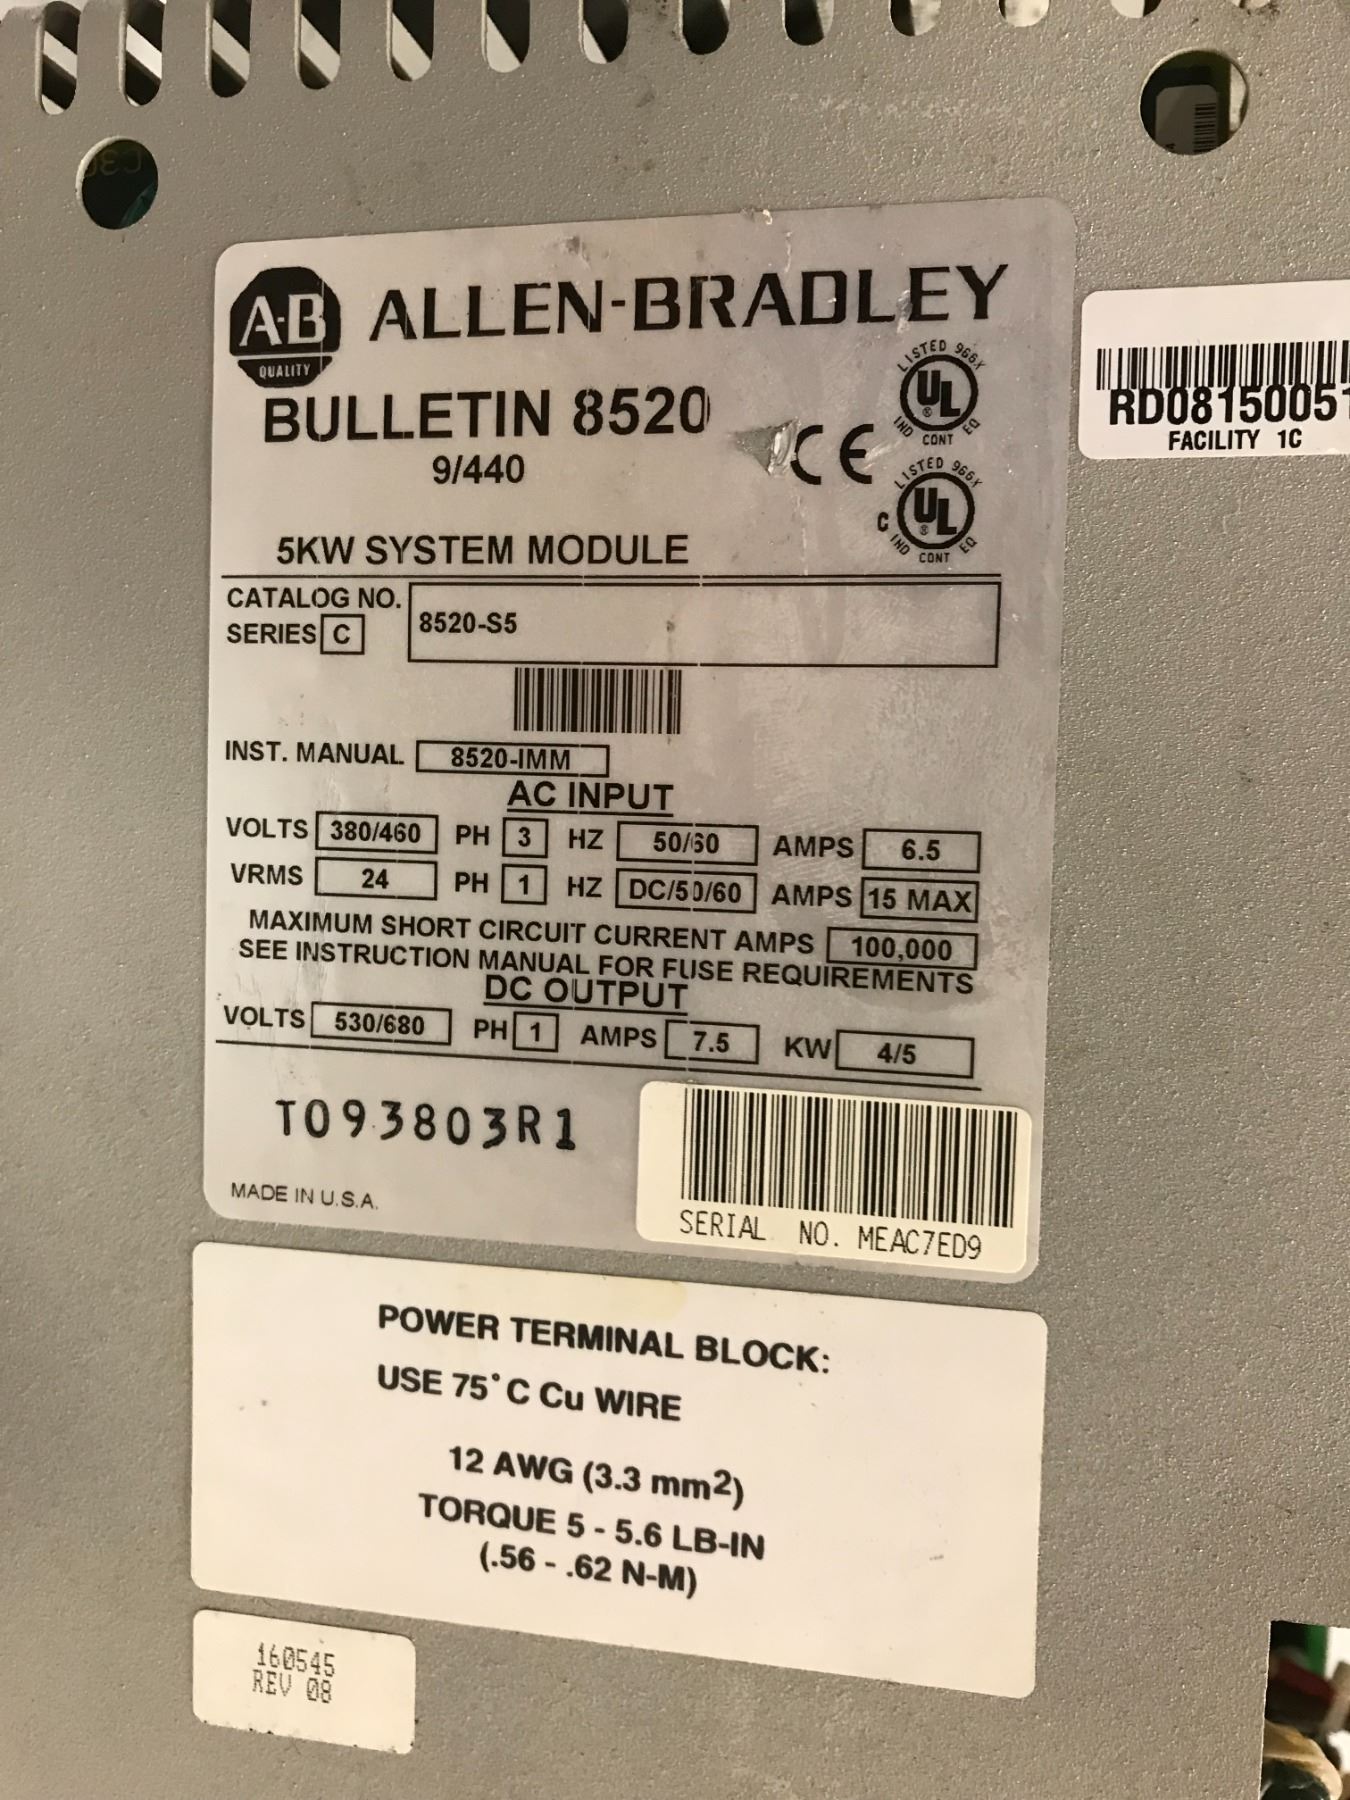 A-B
QUALITY
ALLEN-BRADLEY
BULLETIN 8520
9/440
CE
LISTED 966X
UL
®
IND CONT EQ
LISTED 966X
C UL
®
IND CONT EQ
RD08150051
FACILITY 1C
5KW SYSTEM MODULE
CATALOG NO. 8520-S5
SERIES C
INST. MANUAL 8520-IMM
AC INPUT
VOLTS 380/460 PH 3 HZ 50/60 AMPS 6.5
VRMS 24 PH 1 HZ DC/50/60 AMPS 15 MAX
MAXIMUM SHORT CIRCUIT CURRENT AMPS 100,000
SEE INSTRUCTION MANUAL FOR FUSE REQUIREMENTS
DC OUTPUT
VOLTS 530/680 PH 1 AMPS 7.5 KW 4/5
T093803R1
MADE IN U.S.A.
SERIAL NO. MEAC7ED9
POWER TERMINAL BLOCK:
USE 75°C Cu WIRE
12 AWG (3.3 mm2)
TORQUE 5 - 5.6 LB-IN
(.56 - .62 N-M)
160545
REV 08